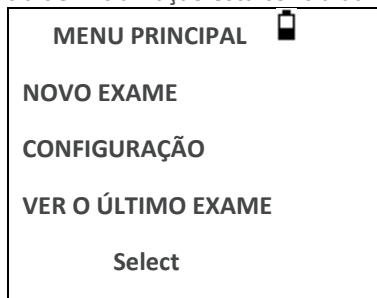 MENU PRINCIPAL
NOVO EXAME
CONFIGURAÇÃO
VER O ÚLTIMO EXAME
Select